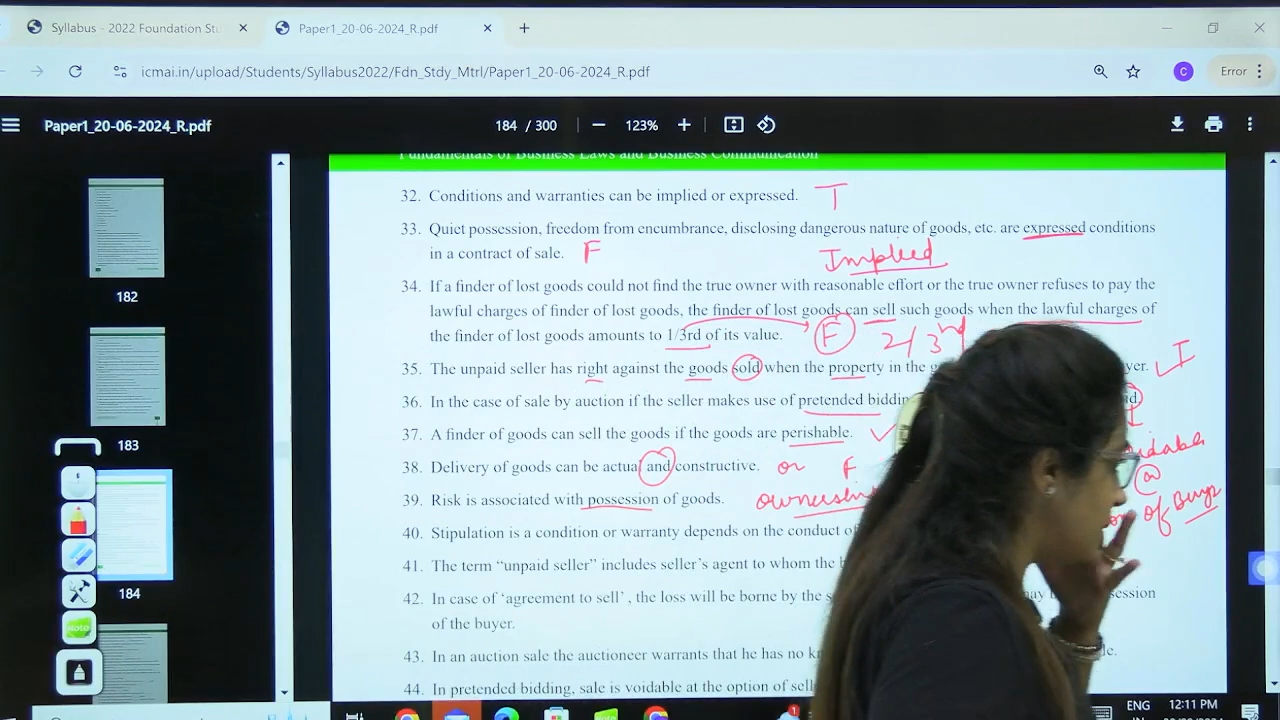 Syllabus - 2022 Foundation Stu
Paper1_20-06-2024_R.pdf
icmai.in/upload/Students/Syllabus2022/Fdn_Stdy_Mtrl/Paper1_20-06-2024_R.pdf
C
Error
Paper1_20-06-2024_R.pdf
184 / 300
123%
Fundamentals of Business Laws and Business Communication
32. Conditions and warranties can be implied or expressed. T
33. Quiet possession, freedom from encumbrance, disclosing dangerous nature of goods, etc. are expressed conditions
in a contract of sale. F
Implied
34. If a finder of lost goods could not find the true owner with reasonable effort or the true owner refuses to pay the
lawful charges of finder of lost goods, the finder of lost goods can sell such goods when the lawful charges of
the finder of lost goods amounts to 1/3rd of its value. F 2/3rd
35. The unpaid seller has right against the goods sold when the property in the yer.
36. In the case of sale by auction if the seller makes use of pretended biddin
37. A finder of goods can sell the goods if the goods are perishable.
38. Delivery of goods can be actual and constructive. F
39. Risk is associated with possession of goods. ownership
of Buyer
40. Stipulation is a condition or warranty depends on the conduct of
41. The term “unpaid seller” includes seller’s agent to whom the
42. In case of ‘agreement to sell’, the loss will be borne by the session
of the buyer.
43. In an auction sale the auctioneer warrants that he has no
In pretended bidding sale is voidable at the option of
182
183
184
Note
ENG
IN
12:11 PM